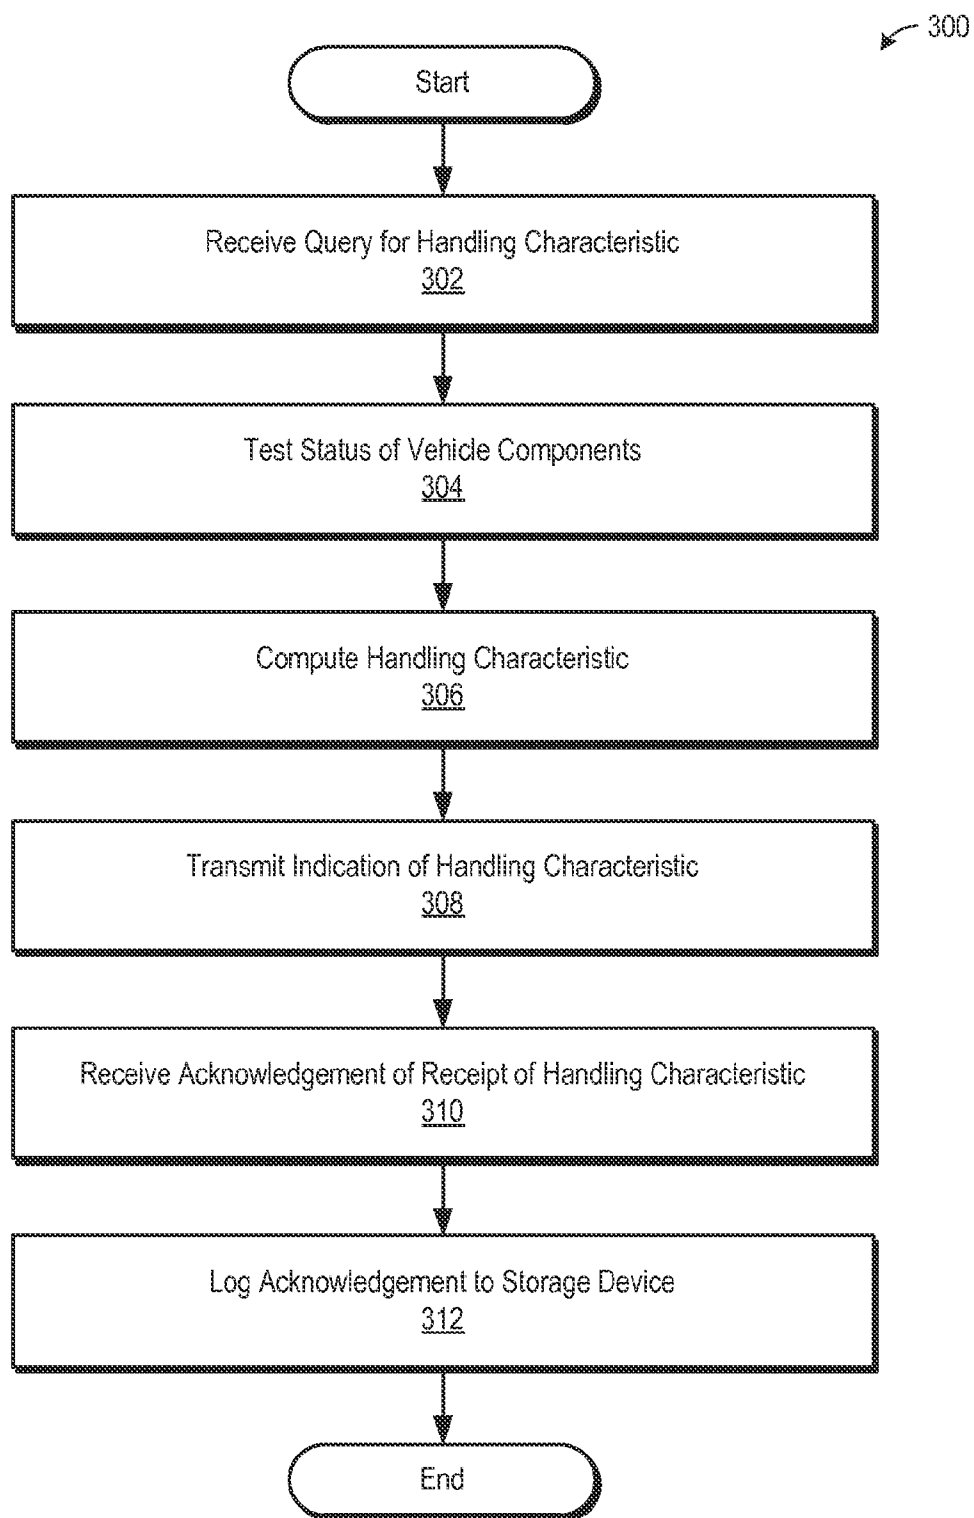 300
Start
Receive Query for Handling Characteristic
302
Test Status of Vehicle Components
304
Compute Handling Characteristic
306
Transmit Indication of Handling Characteristic
308
Receive Acknowledgement of Receipt of Handling Characteristic
310
Log Acknowledgement to Storage Device
312
End